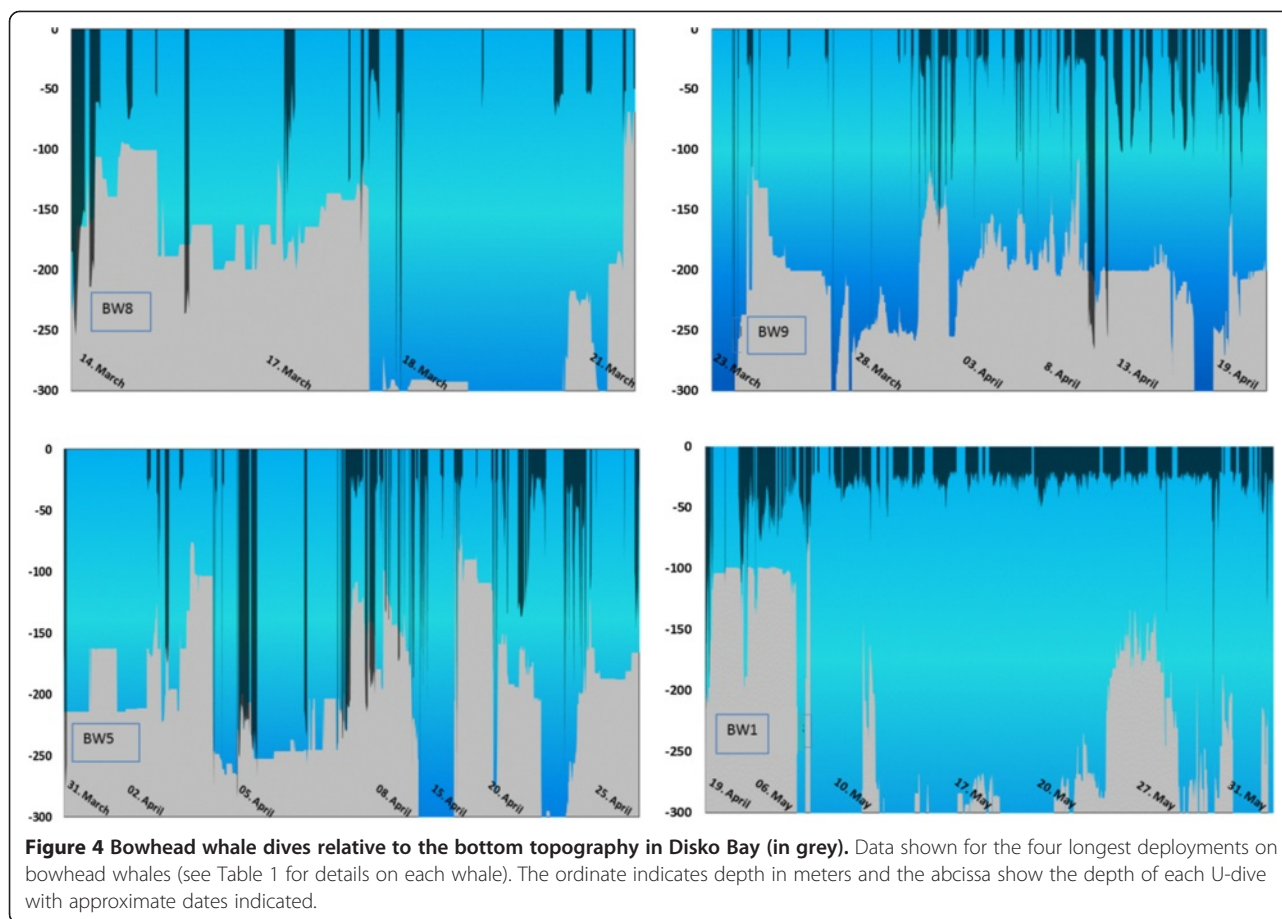 0
-50
-100
-150
-200
-250
-300
BW8
14. March
17. March
18. March
21. March
0
-50
-100
-150
-200
-250
-300
BW9
23. March
28. March
03. April
8. April
13. April
19. April
0
-50
-100
-150
-200
-250
-300
BW5
31. March
02. April
05. April
08. April
15. April
20. April
25. April
0
-50
-100
-150
-200
-250
-300
BW1
19. April
06. May
10. May
17. May
20. May
27. May
31. May
Figure 4 Bowhead whale dives relative to the bottom topography in Disko Bay (in grey). Data shown for the four longest deployments on
bowhead whales (see Table 1 for details on each whale). The ordinate indicates depth in meters and the abcissa show the depth of each U-dive
with approximate dates indicated.